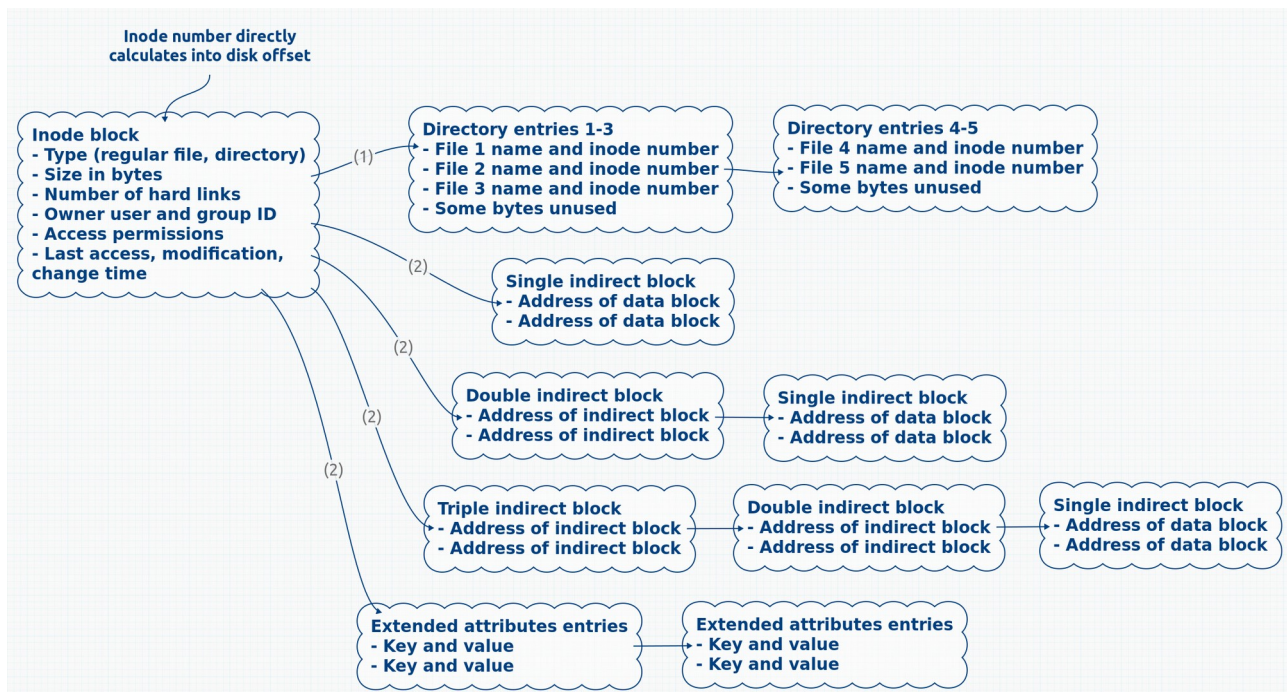 Inode number directly
calculates into disk offset
Inode block
- Type (regular file, directory)
- Size in bytes
- Number of hard links
- Owner user and group ID
- Access permissions
- Last access, modification,
change time
(1)
Directory entries 1-3
- File 1 name and inode number
- File 2 name and inode number
- File 3 name and inode number
- Some bytes unused
Directory entries 4-5
- File 4 name and inode number
- File 5 name and inode number
- Some bytes unused
(2)
Single indirect block
- Address of data block
- Address of data block
(2)
Double indirect block
- Address of indirect block
- Address of indirect block
Single indirect block
- Address of data block
- Address of data block
(2)
Triple indirect block
- Address of indirect block
- Address of indirect block
Double indirect block
- Address of indirect block
- Address of indirect block
Single indirect block
- Address of data block
- Address of data block
(2)
Extended attributes entries
- Key and value
- Key and value
Extended attributes entries
- Key and value
- Key and value